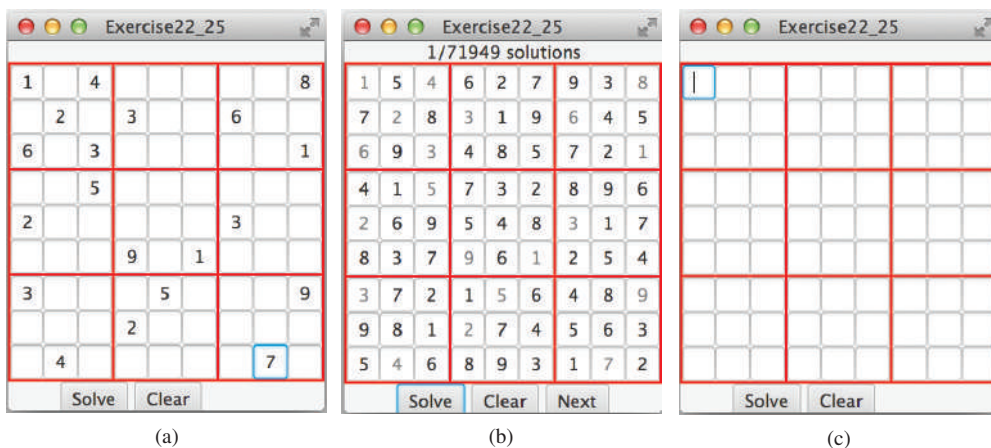 Exercise22_25
1 4 8
2 3 6
6 3 1
5
2 3
9 1
3 5 9
2
4 7
Solve Clear
(a)
Exercise22_25
1/71949 solutions
1 5 4 6 2 7 9 3 8
7 2 8 3 1 9 6 4 5
6 9 3 4 8 5 7 2 1
4 1 5 7 3 2 8 9 6
2 6 9 5 4 8 3 1 7
8 3 7 9 6 1 2 5 4
3 7 2 1 5 6 4 8 9
9 8 1 2 7 4 5 6 3
5 4 6 8 9 3 1 7 2
Solve Clear Next
(b)
Exercise22_25
Solve Clear
(c)